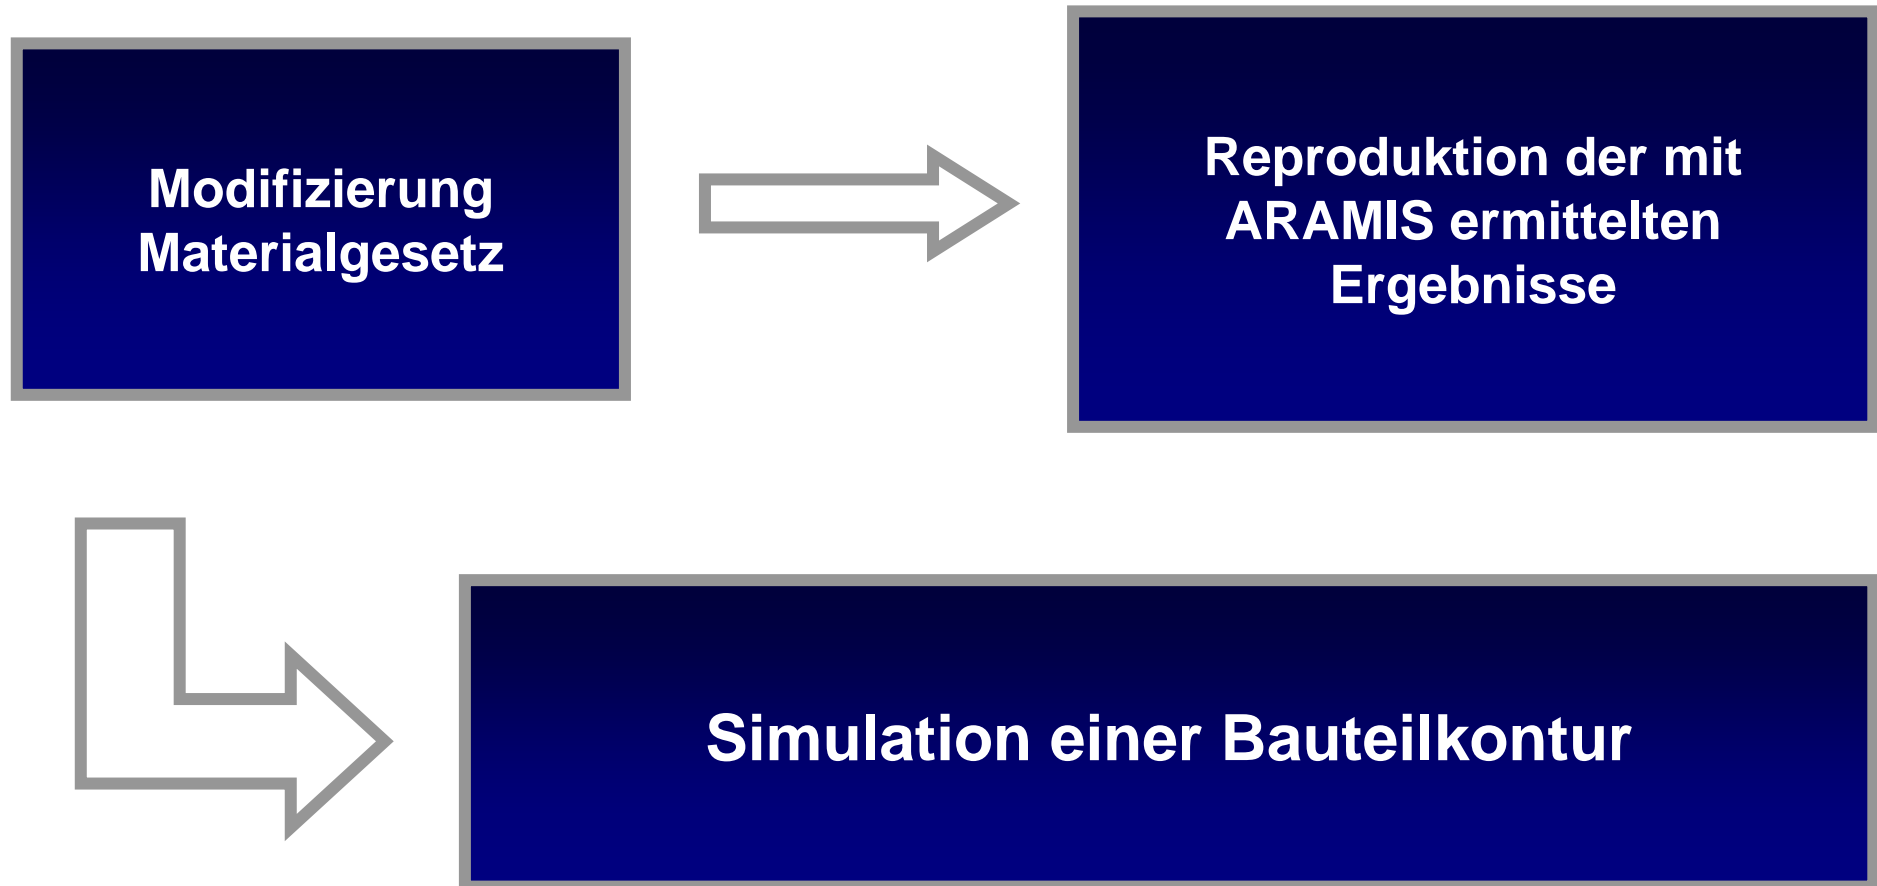 Modifizierung
Materialgesetz
Reproduktion der mit
ARAMIS ermittelten
Ergebnisse
Simulation einer Bauteilkontur